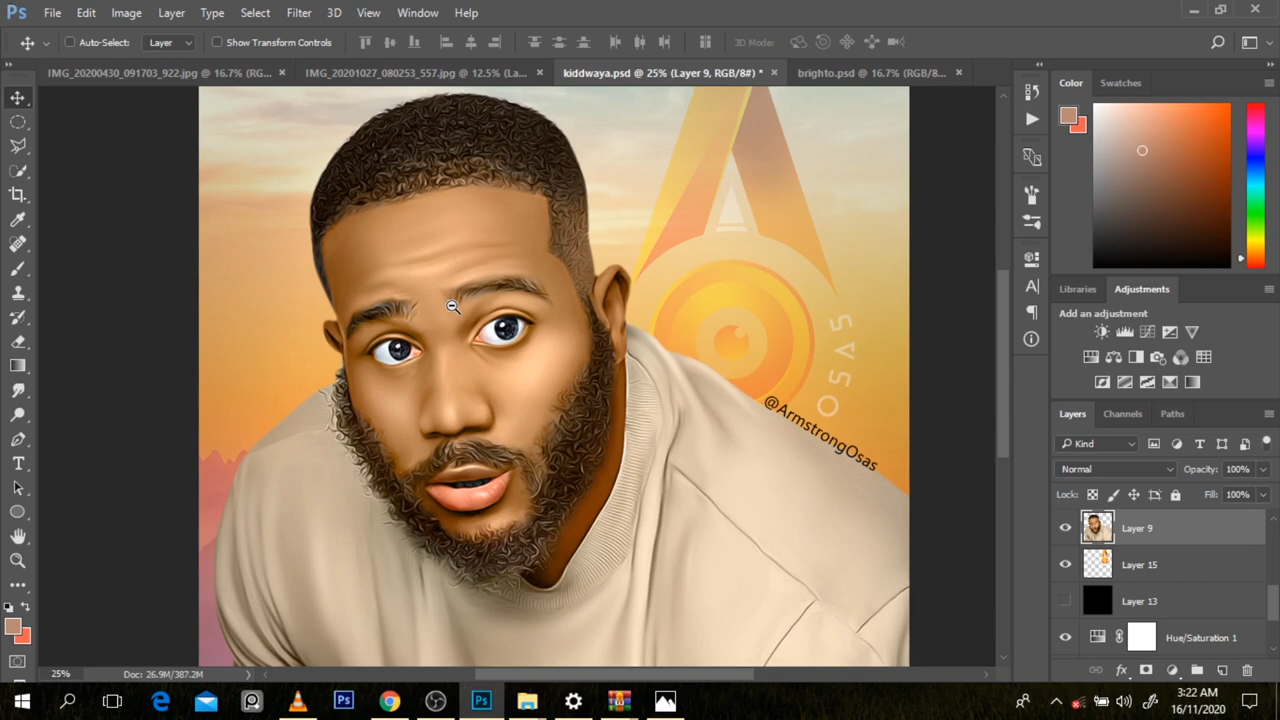 Ps File Edit Image Layer Type Select Filter 3D View Window Help
Auto-Select: Layer Show Transform Controls 3D Mode:
IMG_20200430_091703_922.jpg @ 16.7% (RG... × IMG_20201027_080253_557.jpg @ 12.5% (La... × kiddwaya.psd @ 25% (Layer 9, RGB/8#) * × brighto.psd @ 16.7% (RGB/8... ×
Color Swatches
Libraries Adjustments
Add an adjustment
OSAS
@ArmstrongOsas
Layers Channels Paths
Kind
Normal Opacity: 100%
Lock: Fill: 100%
Layer 9
Layer 15
Layer 13
Hue/Saturation 1
25% Doc: 26.9M/387.2M
3:22 AM
16/11/2020